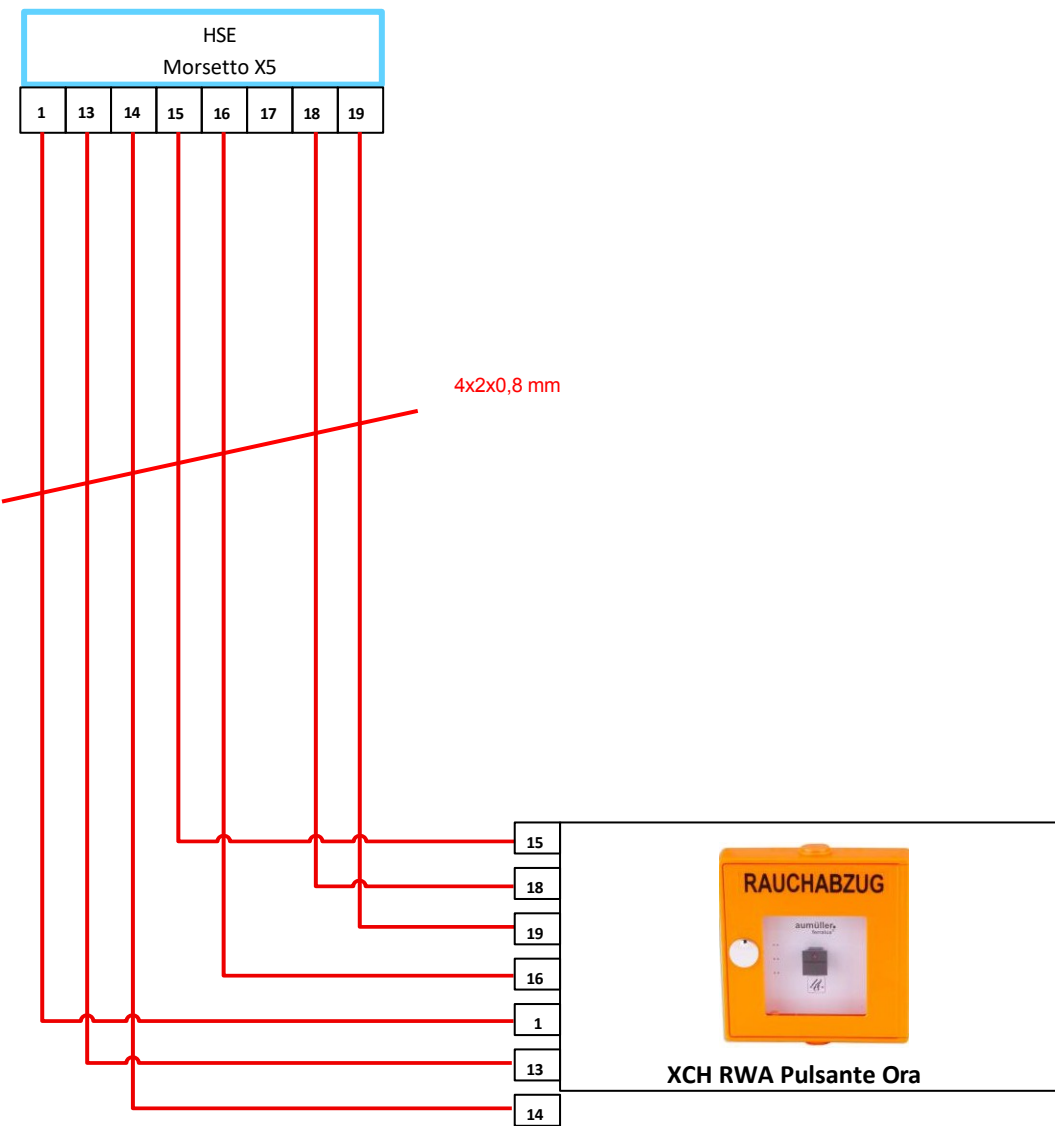 HSE
Morsetto X5
1 13 14 15 16 17 18 19
4x2x0,8 mm
15
18
19
16
1
13
14
RAUCHABZUG
aumüller
XCH RWA Pulsante Ora